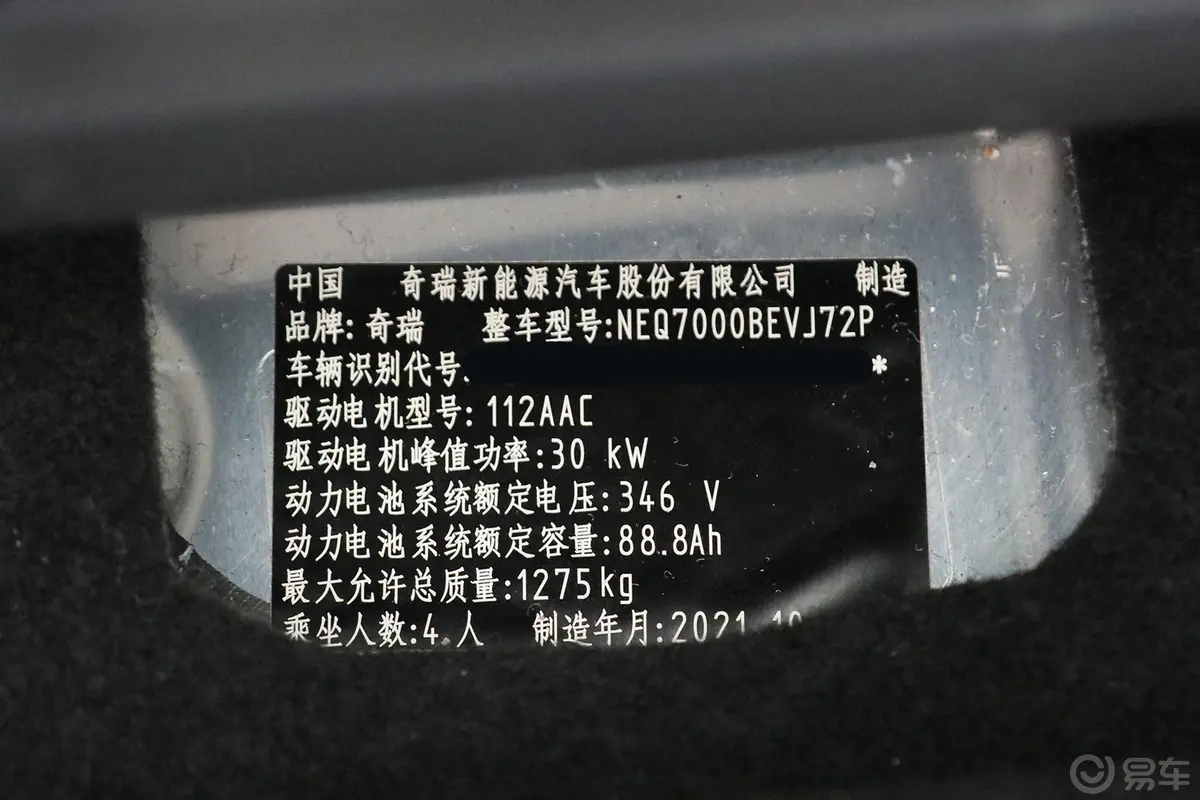 中国 奇瑞新能源汽车股份有限公司 制造
品牌: 奇瑞 整车型号:NEQ7000BEVJ72P
车辆识别代号: *
驱动电机型号: 112AAC
驱动电机峰值功率:30 kW
动力电池系统额定电压:346 V
动力电池系统额定容量:88.8Ah
最大允许总质量:1275kg
乘坐人数:4 人 制造年月:2021.10
易车